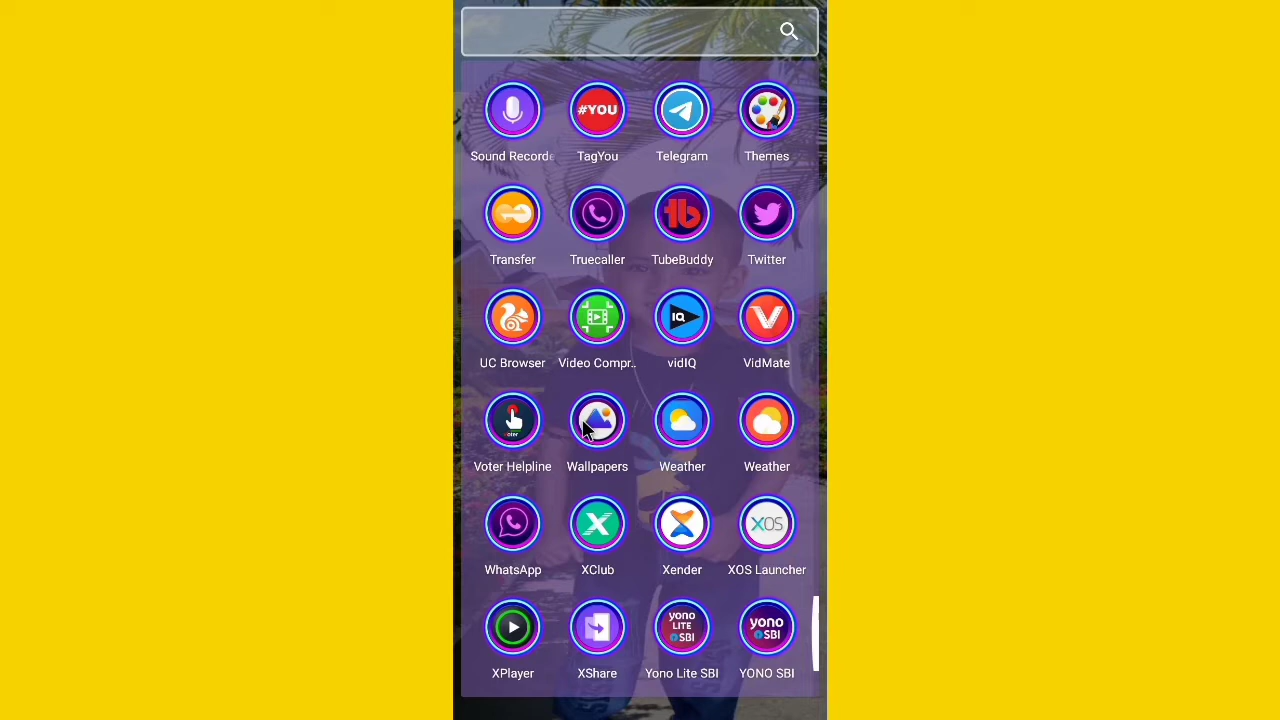 #YOU
Sound Recorde
TagYou
Telegram
Themes
Transfer
Truecaller
TubeBuddy
Twitter
IQ
UC Browser
Video Compr..
vidIQ
VidMate
oter
Voter Helpline
Wallpapers
Weather
Weather
XOS
WhatsApp
XClub
Xender
XOS Launcher
yono
LITE
SBI
yono
SBI
XPlayer
XShare
Yono Lite SBI
YONO SBI